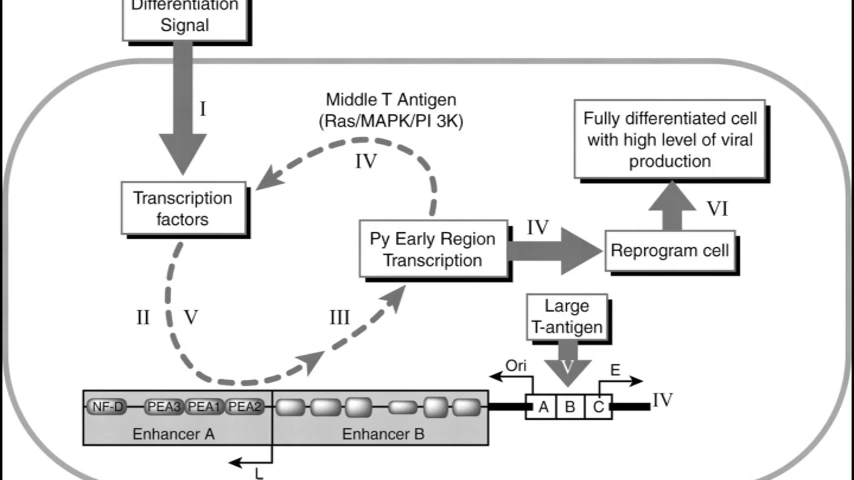 Differentiation
Signal
I
Middle T Antigen
(Ras/MAPK/PI 3K)
IV
Fully differentiated cell
with high level of viral
production
Transcription
factors
VI
IV
Py Early Region
Transcription
Reprogram cell
II
V
III
Large
T-antigen
V
Ori
E
NF-D
PEA3
PEA1
PEA2
A
B
C
IV
Enhancer A
Enhancer B
L